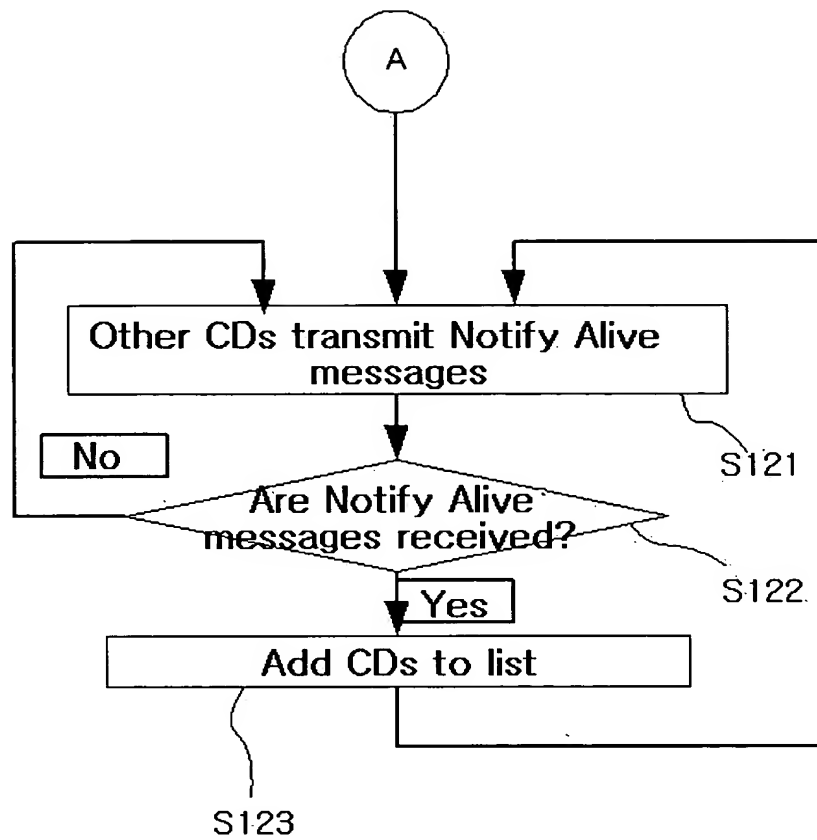 A
Other CDs transmit Notify Alive
messages
S121
No
Are Notify Alive
messages received?
S122
Yes
Add CDs to list
S123